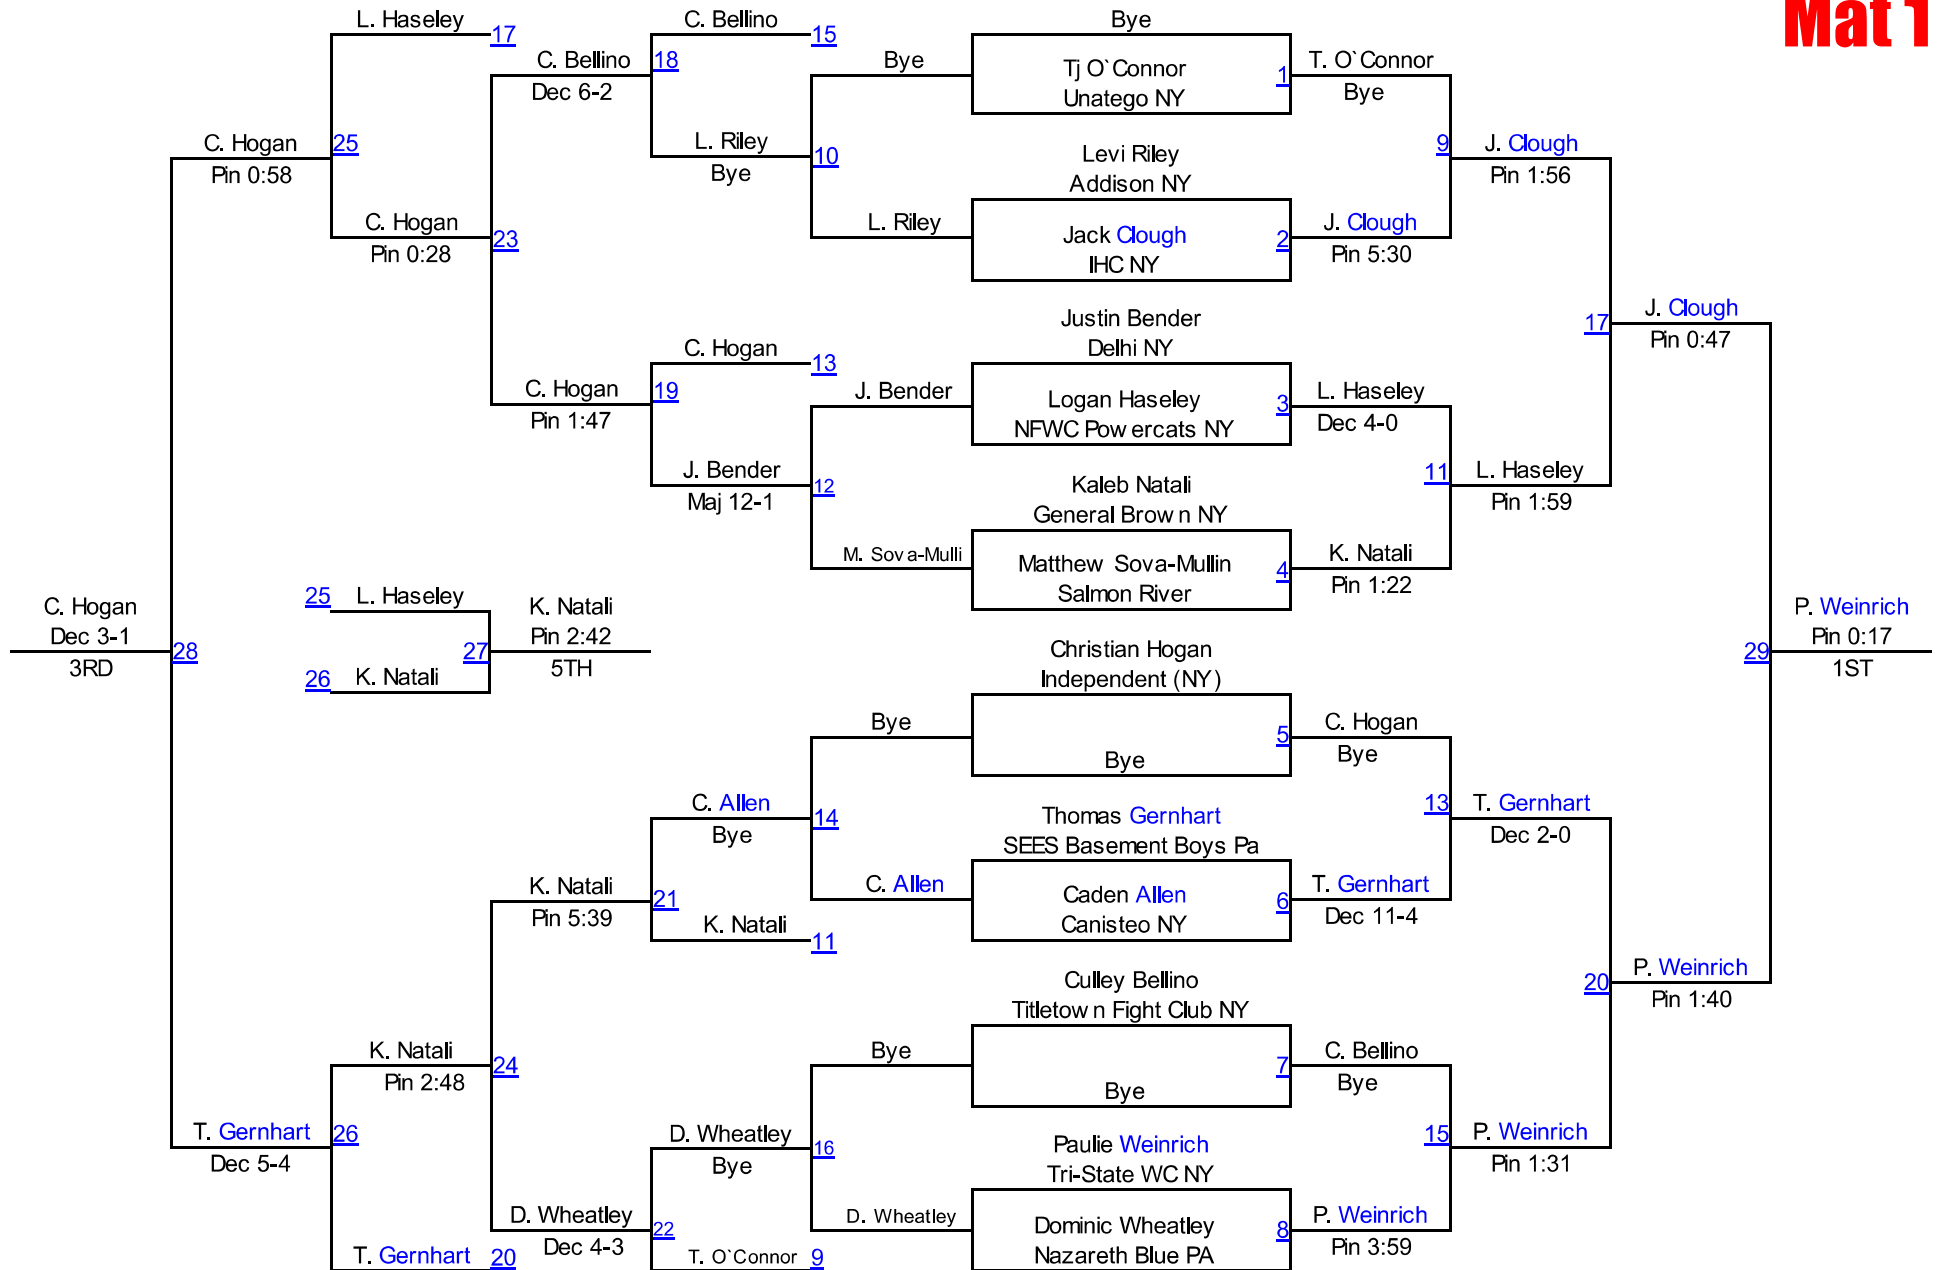 Mat 1
L. Haseley
17
C. Bellino
15
Bye
C. Bellino
Dec 6-2
18
Bye
Tj O`Connor
Unatego NY
1
T. O`Connor
Bye
C. Hogan
Pin 0:58
25
L. Riley
Bye
10
Levi Riley
Addison NY
9
J. Clough
Pin 1:56
C. Hogan
Pin 0:28
23
L. Riley
Jack Clough
IHC NY
2
J. Clough
Pin 5:30
Justin Bender
Delhi NY
17
J. Clough
Pin 0:47
C. Hogan
13
C. Hogan
Pin 1:47
19
J. Bender
Logan Haseley
NFWC Powercats NY
3
L. Haseley
Dec 4-0
J. Bender
Maj 12-1
12
Kaleb Natali
General Brown NY
11
L. Haseley
Pin 1:59
M. Sova-Mulli
Matthew Sova-Mullin
Salmon River
4
K. Natali
Pin 1:22
C. Hogan
Dec 3-1
3RD
28
25
L. Haseley
26
K. Natali
27
K. Natali
Pin 2:42
5TH
Christian Hogan
Independent (NY)
29
P. Weinrich
Pin 0:17
1ST
Bye
Bye
5
C. Hogan
Bye
C. Allen
Bye
14
Thomas Gernhart
SEES Basement Boys Pa
13
T. Gernhart
Dec 2-0
K. Natali
Pin 5:39
21
C. Allen
Caden Allen
Canisteo NY
6
T. Gernhart
Dec 11-4
K. Natali
11
Culley Bellino
Titletown Fight Club NY
20
P. Weinrich
Pin 1:40
K. Natali
Pin 2:48
24
Bye
Bye
7
C. Bellino
Bye
T. Gernhart
Dec 5-4
26
D. Wheatley
Bye
16
Paulie Weinrich
Tri-State WC NY
15
P. Weinrich
Pin 1:31
D. Wheatley
Dec 4-3
22
D. Wheatley
Dominic Wheatley
Nazareth Blue PA
8
P. Weinrich
Pin 3:59
T. Gernhart
20
T. O`Connor
9